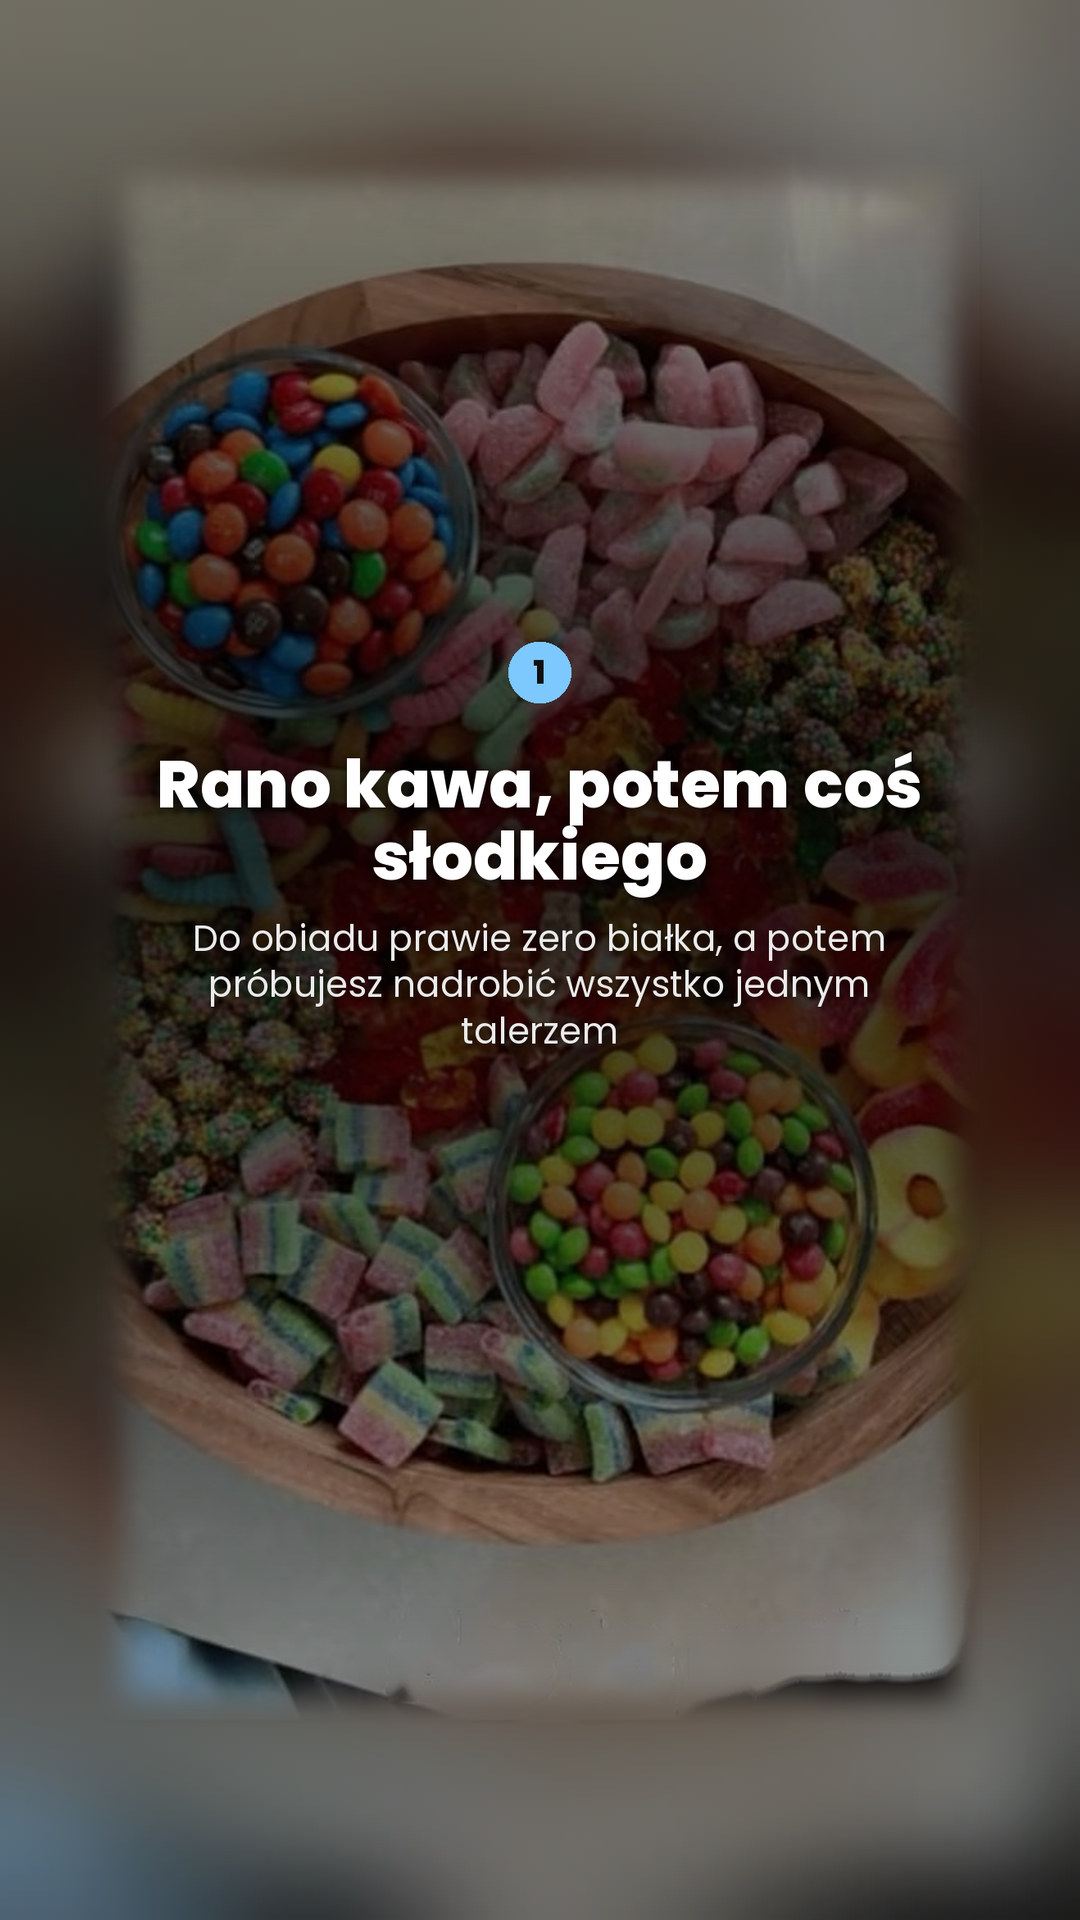 1
Rano kawa, potem coś
słodkiego
Do obiadu prawie zero białka, a potem
próbujesz nadrobić wszystko jednym
talerzem